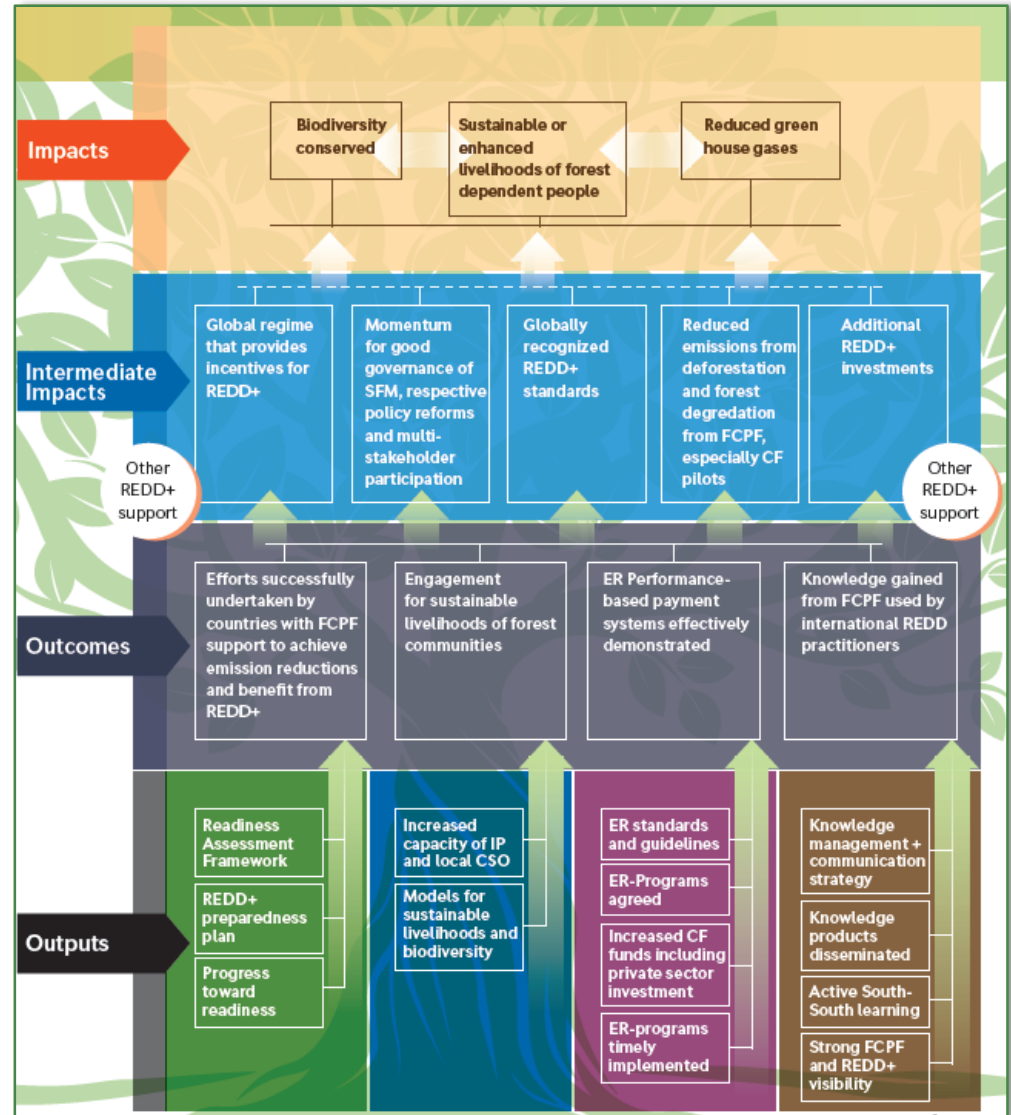 Impacts
Biodiversity
conserved
Sustainable or
enhanced
livelihoods of forest
dependent people
Reduced green
house gases
Intermediate
Impacts
Global regime
that provides
incentives for
REDD+
Momentum
for good
governance of
SFM, respective
policy reforms
and multi-
stakeholder
participation
Globally
recognized
REDD+
standards
Reduced
emissions from
deforestation
and forest
degredation
from FCPF,
especially CF
pilots
Additional
REDD+
investments
Other
REDD+
support
Other
REDD+
support
Outcomes
Efforts successfully
undertaken by
countries with FCPF
support to achieve
emission reductions
and benefit from
REDD+
Engagement
for sustainable
livelihoods of forest
communities
ER Performance-
based payment
systems effectively
demonstrated
Knowledge gained
from FCPF used by
international REDD
practitioners
Outputs
Readiness
Assessment
Framework
REDD+
preparedness
plan
Progress
toward
readiness
Increased
capacity of IP
and local CSO
Models for
sustainable
livelihoods and
biodiversity
ER standards
and guidelines
ER-Programs
agreed
Increased CF
funds including
private sector
investment
ER-programs
timely
implemented
Knowledge
management +
communication
strategy
Knowledge
products
disseminated
Active South-
South learning
Strong FCPF
and REDD+
visibility